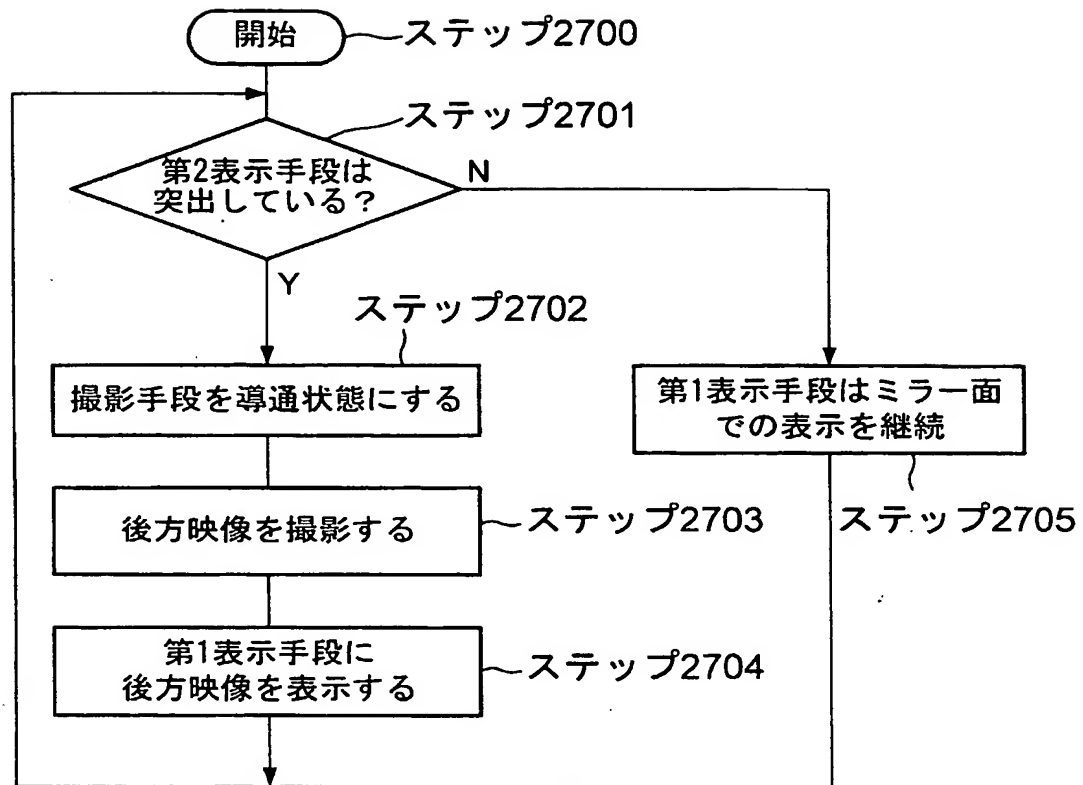 開始
ステップ2700
ステップ2701
第2表示手段は
突出している？
N
Y
ステップ2702
撮影手段を導通状態にする
第1表示手段はミラー面
での表示を継続
後方映像を撮影する
ステップ2703
ステップ2705
第1表示手段に
後方映像を表示する
ステップ2704